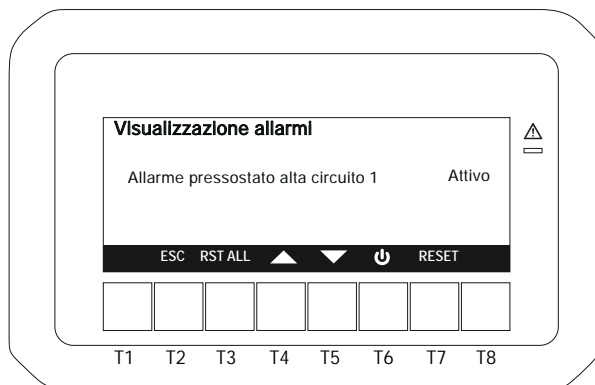 Visualizzazione allarmi
Allarme pressostato alta circuito 1 Attivo
ESC RST ALL RESET
T1 T2 T3 T4 T5 T6 T7 T8